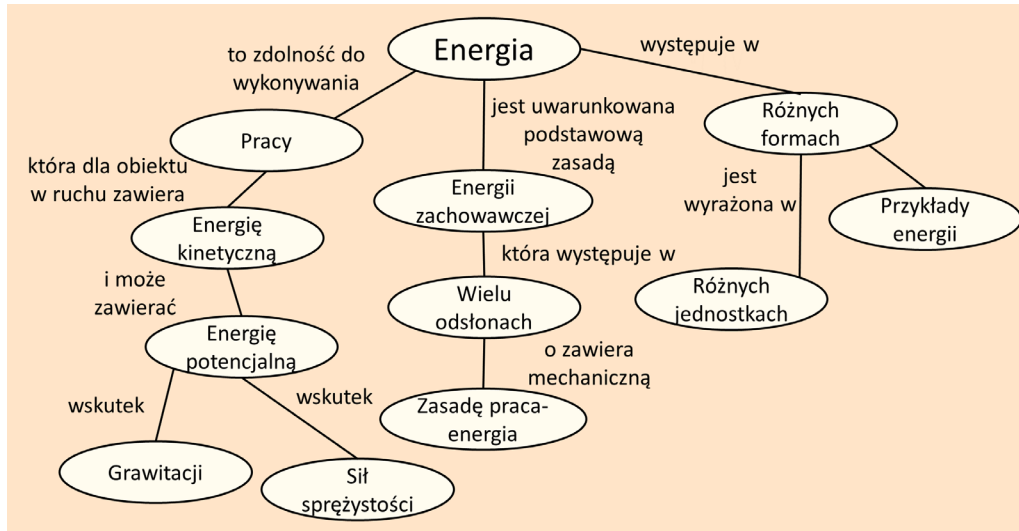 Energia
to zdolność do
wykonywania
występuje w
Pracy
jest uwarunkowana
podstawową
zasadą
Różnych
formach
która dla obiektu
w ruchu zawiera
Energii
zachowawczej
jest
wyrażona w
Przykłady
energii
Energię
kinetyczną
która występuje w
i może
zawierać
Wielu
odsłonach
Różnych
jednostkach
Energię
potencjalną
o zawiera
mechaniczną
wskutek
wskutek
Zasadę praca-
energia
Grawitacji
Sił
sprężystości